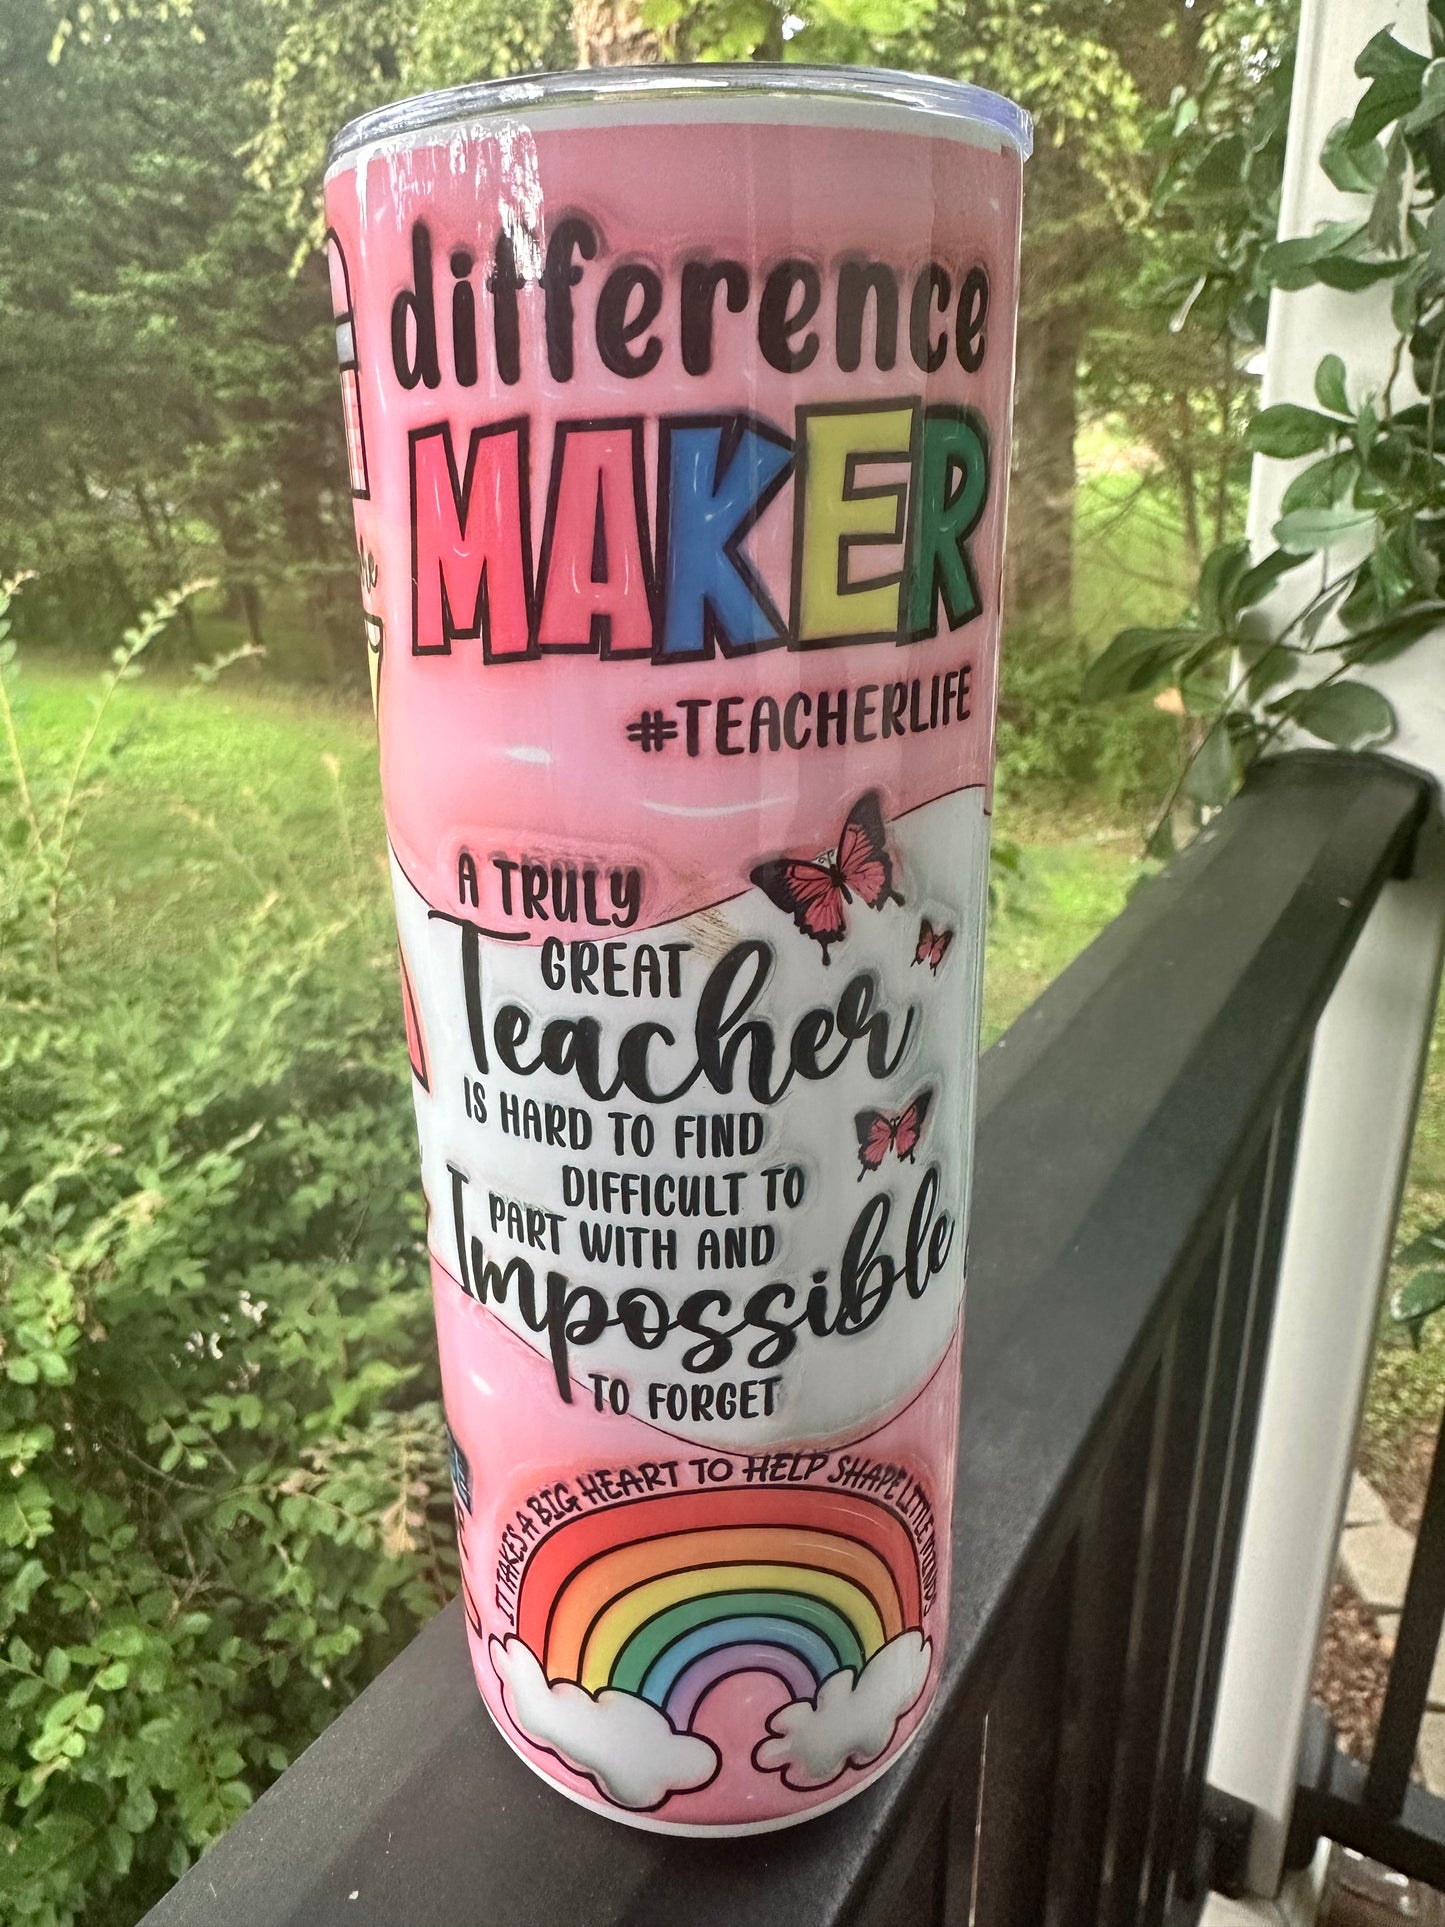 difference
MAKER
#TEACHERLIFE
A TRULY
GREAT
Teacher
IS HARD TO FIND
DIFFICULT TO
PART WITH AND
Impossible
TO FORGET
IT TAKES A BIG HEART TO HELP SHAPE LITTLE MINDS